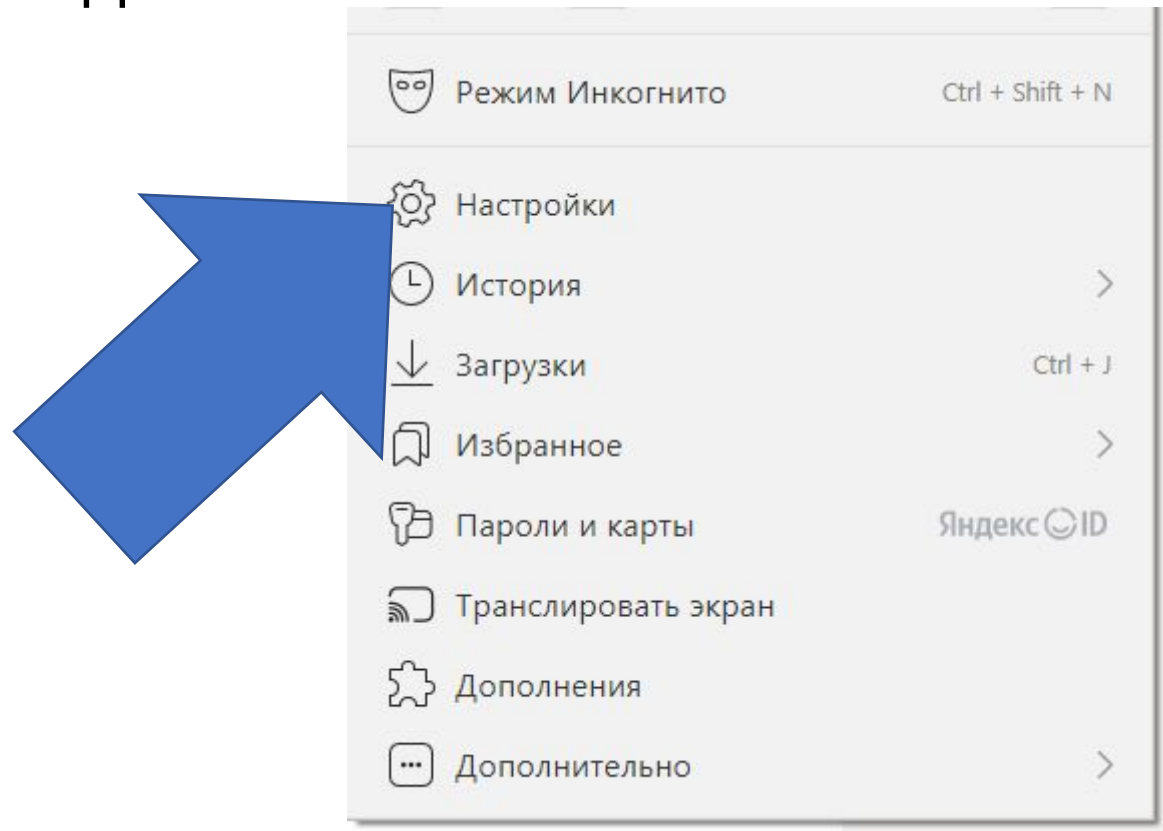 Режим Инкогнито Ctrl + Shift + N
Настройки
История
Загрузки Ctrl + J
Избранное
Пароли и карты Яндекс ID
Транслировать экран
Дополнения
Дополнительно